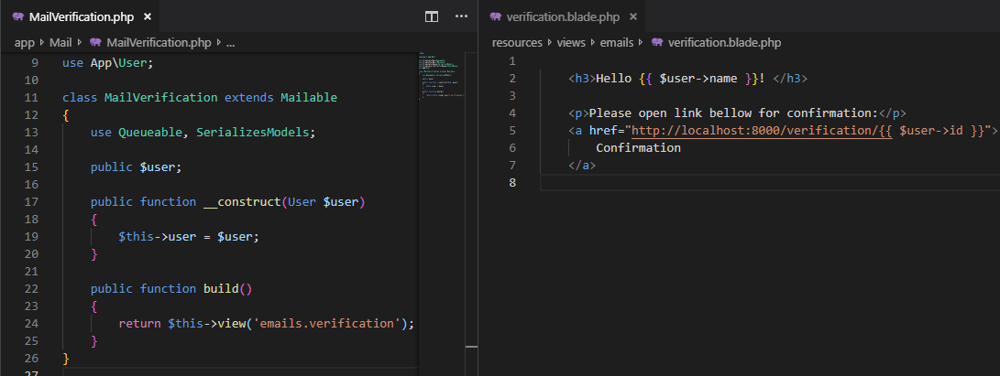 MailVerification.php ×
app › Mail › MailVerification.php › ...
9 use App\User;
10
11 class MailVerification extends Mailable
12 {
13 use Queueable, SerializesModels;
14
15 public $user;
16
17 public function __construct(User $user)
18 {
19 $this->user = $user;
20 }
21
22 public function build()
23 {
24 return $this->view('emails.verification');
25 }
26 }
27
verification.blade.php ×
resources › views › emails › verification.blade.php
1
2 <h3>Hello {{ $user->name }}! </h3>
3
4 <p>Please open link bellow for confirmation:</p>
5 <a href="http://localhost:8000/verification/{{ $user->id }}">
6 Confirmation
7 </a>
8